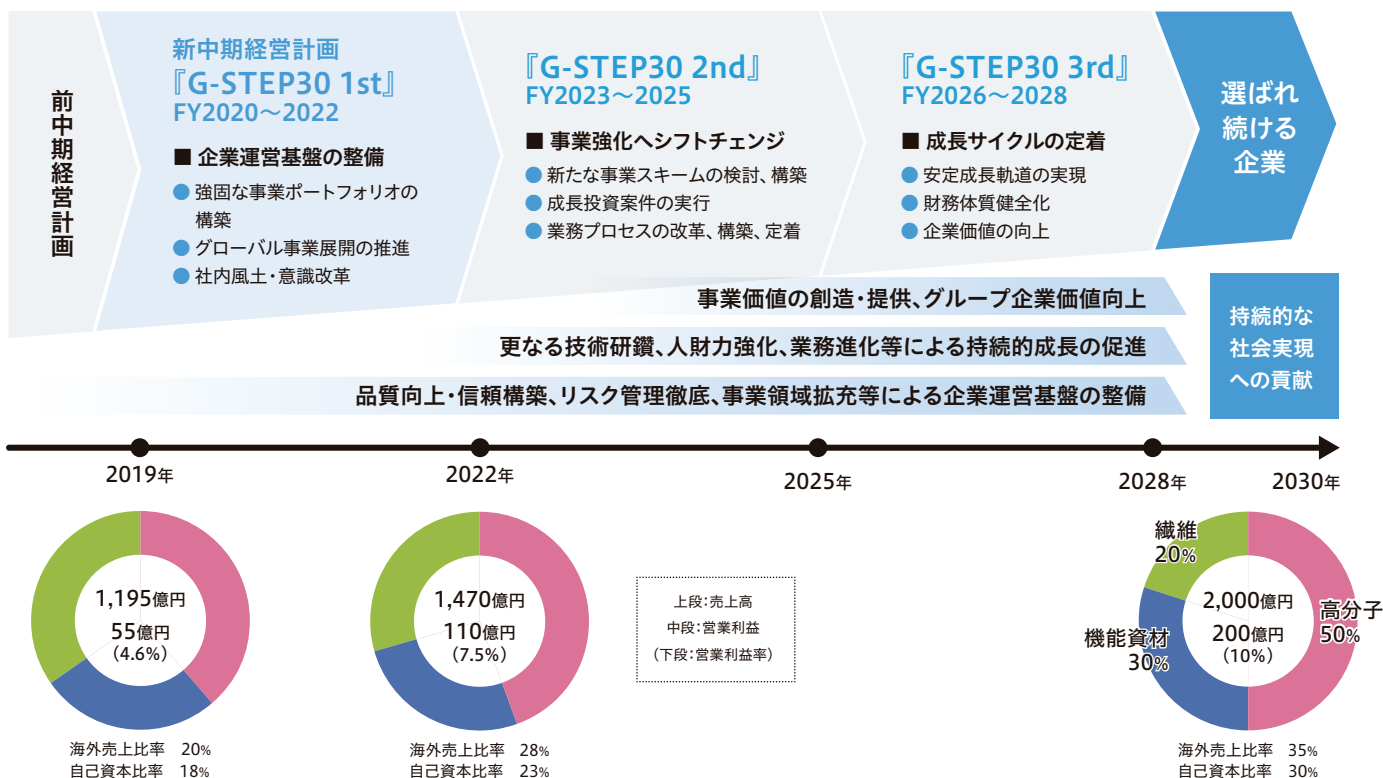 前中期経営計画
新中期経営計画
『G-STEP30 1st』
FY2020～2022
■ 企業運営基盤の整備
● 強固な事業ポートフォリオの
構築
● グローバル事業展開の推進
● 社内風土・意識改革
『G-STEP30 2nd』
FY2023～2025
■ 事業強化へシフトチェンジ
● 新たな事業スキームの検討、構築
● 成長投資案件の実行
● 業務プロセスの改革、構築、定着
『G-STEP30 3rd』
FY2026～2028
■ 成長サイクルの定着
● 安定成長軌道の実現
● 財務体質健全化
● 企業価値の向上
選ばれ
続ける
企業
事業価値の創造・提供、グループ企業価値向上
更なる技術研鑽、人財力強化、業務進化等による持続的成長の促進
品質向上・信頼構築、リスク管理徹底、事業領域拡充等による企業運営基盤の整備
持続的な
社会実現
への貢献
2019年
2022年
2025年
2028年
2030年
1,195億円
55億円
（4.6%）
海外売上比率 20%
自己資本比率 18%
1,470億円
110億円
（7.5%）
海外売上比率 28%
自己資本比率 23%
上段：売上高
中段：営業利益
（下段：営業利益率）
繊維
20%
機能資材
30%
高分子
50%
2,000億円
200億円
（10%）
海外売上比率 35%
自己資本比率 30%